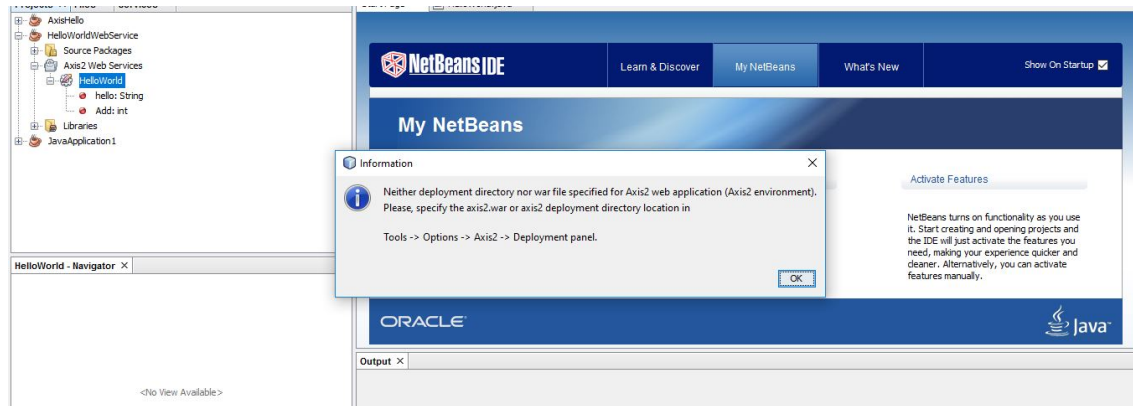 AxisHello
HelloWorldWebService
Source Packages
Axis2 Web Services
HelloWorld
hello: String
Add: int
Libraries
JavaApplication1
HelloWorld - Navigator ×
<No View Available>
NetBeans IDE
Learn & Discover
My NetBeans
What's New
Show On Startup
My NetBeans
Information
Neither deployment directory nor war file specified for Axis2 web application (Axis2 environment).
Please, specify the axis2.war or axis2 deployment directory location in
Tools -> Options -> Axis2 -> Deployment panel.
OK
Activate Features
NetBeans turns on functionality as you use
it. Start creating and opening projects and
the IDE will just activate the features you
need, making your experience quicker and
cleaner. Alternatively, you can activate
features manually.
ORACLE
Java
Output ×